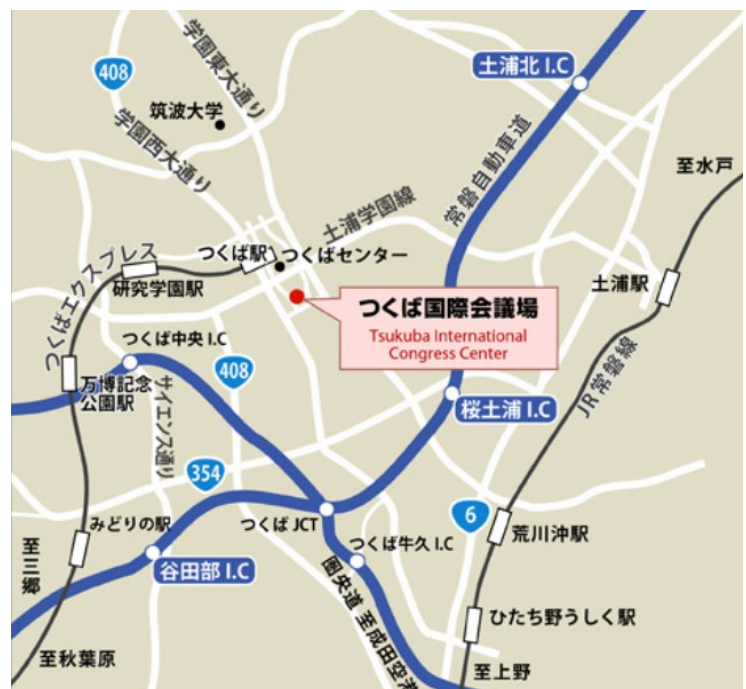 学園東大通り
土浦北 I.C
408
筑波大学
学園西大通り
常磐自動車道
至水戸
土浦学園線
つくばエクスプレス
つくば駅
つくばセンター
研究学園駅
土浦駅
つくば国際会議場
Tsukuba International
Congress Center
つくば中央 I.C
408
JR常磐線
万博記念
公園駅
サイエンス通り
桜土浦 I.C
354
6
みどりの駅
つくば JCT
荒川沖駅
至三郷
谷田部 I.C
つくば牛久 I.C
圏央道 至成田空港
ひたち野うしく駅
至秋葉原
至上野